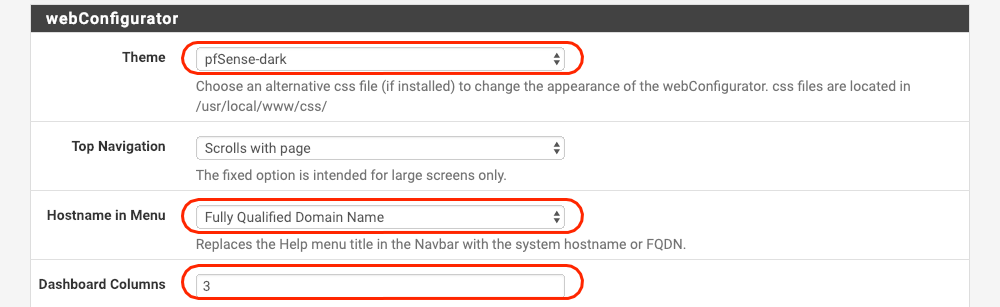 webConfigurator
Theme
pfSense-dark
Choose an alternative css file (if installed) to change the appearance of the webConfigurator. css files are located in
/usr/local/www/css/
Top Navigation
Scrolls with page
The fixed option is intended for large screens only.
Hostname in Menu
Fully Qualified Domain Name
Replaces the Help menu title in the Navbar with the system hostname or FQDN.
Dashboard Columns
3